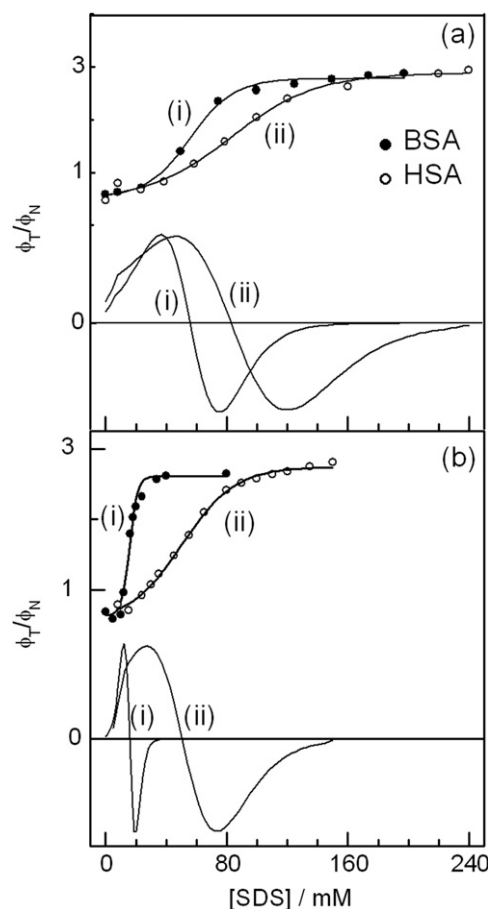 (a)
3
(i)
(ii)
BSA
HSA
1
ϕT/ϕN
(i)
(ii)
0
(b)
3
(i)
(ii)
1
ϕT/ϕN
(i)
(ii)
0
0 80 160 240
[SDS] / mM